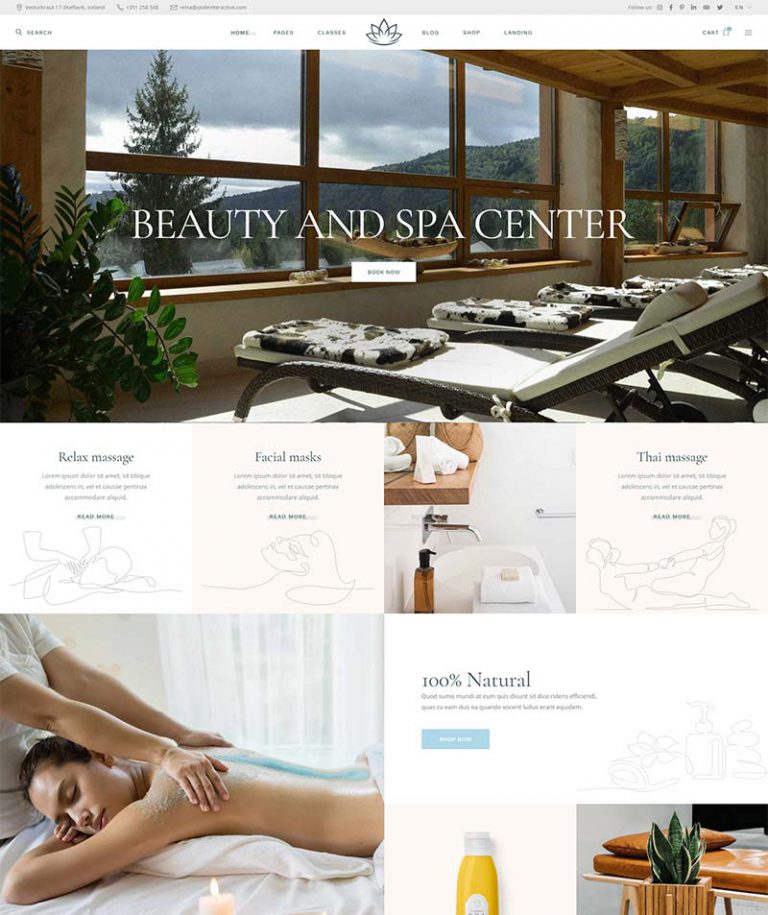 Vesturbraut 17-Steflavik, Iceland
+351 258 548
reina@qodeinteractive.com
Follow us:
EN
SEARCH
HOME
PAGES
CLASSES
BLOG
SHOP
LANDING
CART
BEAUTY AND SPA CENTER
BOOK NOW
Relax massage
Lorem ipsum dolor sit amet, sit tibique
adolescens in, vel et causae pertinax
accommodare aliquid.
READ MORE
Facial masks
Lorem ipsum dolor sit amet, sit tibique
adolescens in, vel et causae pertinax
accommodare aliquid.
READ MORE
Thai massage
Lorem ipsum dolor sit amet, sit tibique
adolescens in, vel et causae pertinax
accommodare aliquid.
READ MORE
100% Natural
Quod sumo mundi at eum quis dicunt sit dico ridens efficiendi,
quas cu eam duo ea quando vocent ludus erant equidem.
SHOP NOW